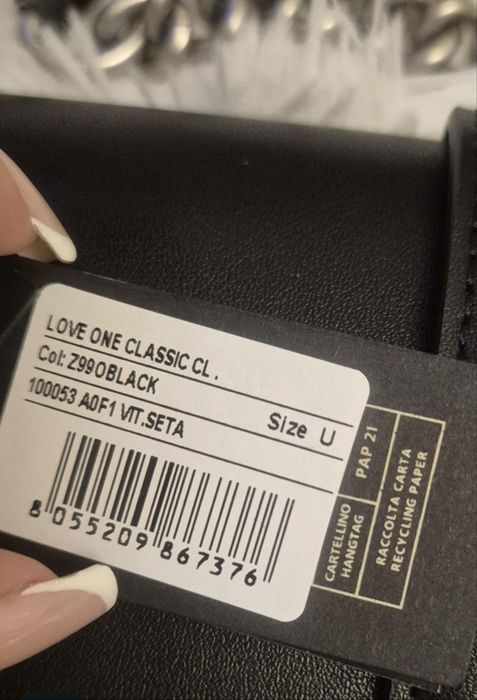 LOVE ONE CLASSIC CL .
Col: Z99OBLACK
100053 A0F1 VIT.SETA
Size U
8 055209 867376
CARTELLINO
HANGTAG
PAP 21
RACCOLTA CARTA
RECYCLING PAPER